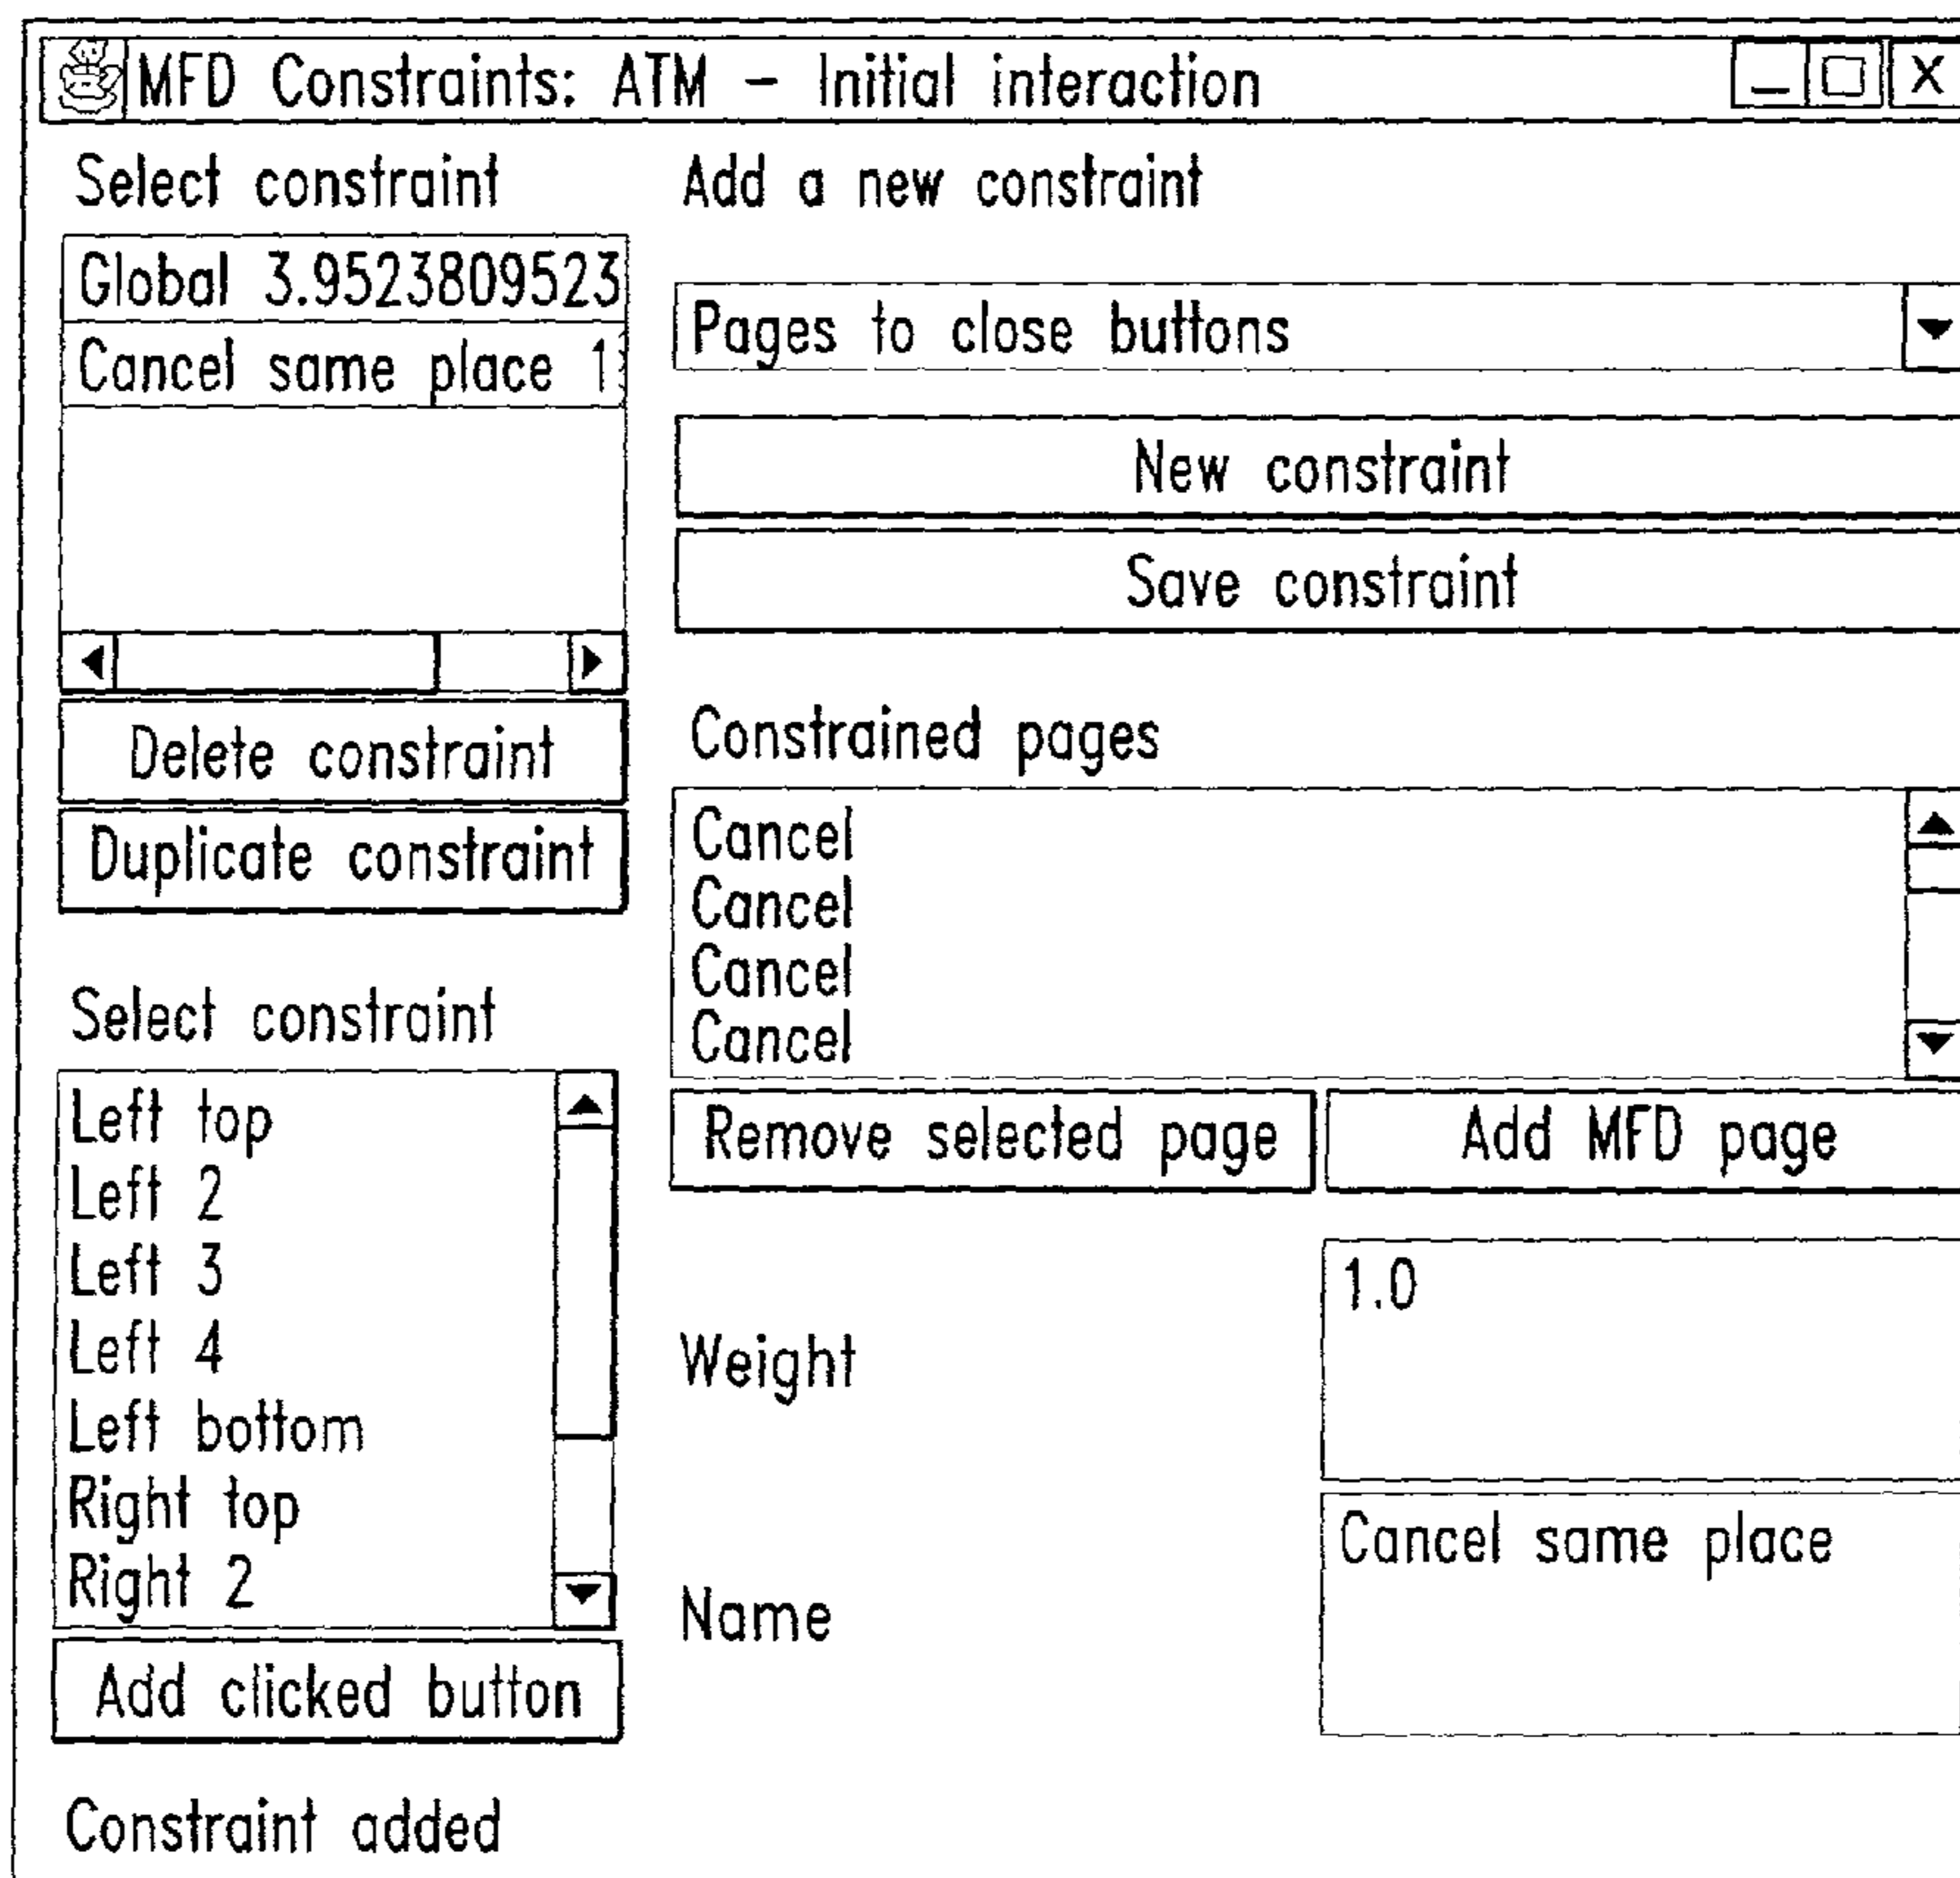 MFD Constraints: ATM – Initial interaction
Select constraint
Global 3.9523809523
Cancel same place 1
Delete constraint
Duplicate constraint
Select constraint
Left top
Left 2
Left 3
Left 4
Left bottom
Right top
Right 2
Add clicked button
Constraint added
Add a new constraint
Pages to close buttons
New constraint
Save constraint
Constrained pages
Cancel
Cancel
Cancel
Cancel
Remove selected page
Add MFD page
Weight
1.0
Name
Cancel same place